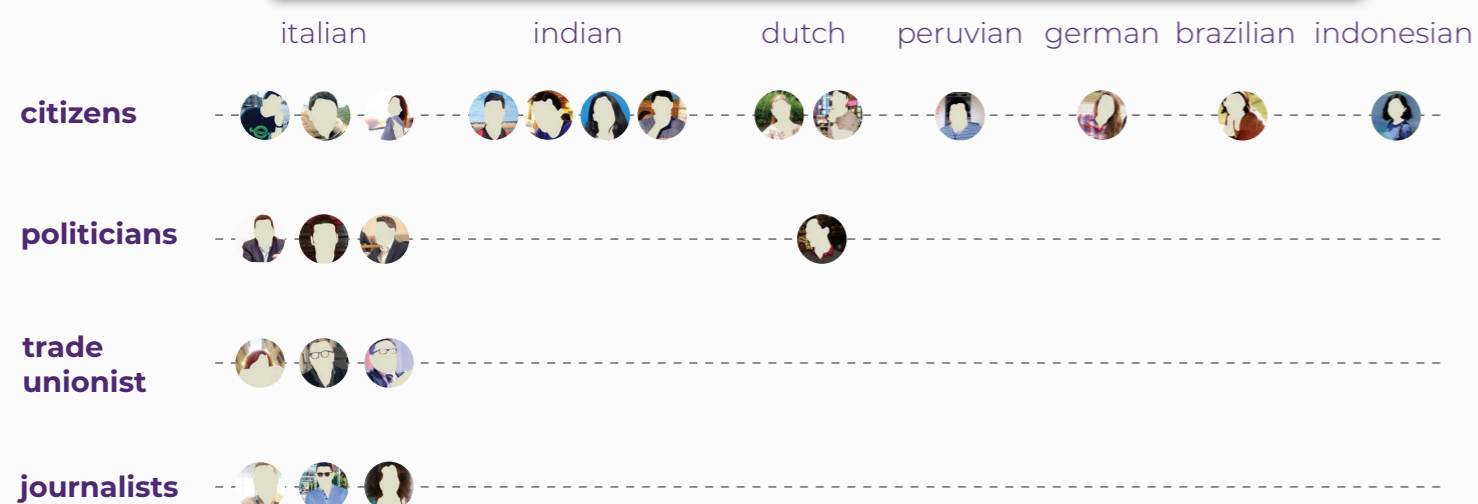 italian indian dutch peruvian german brazilian indonesian
citizens
politicians
trade
unionist
journalists